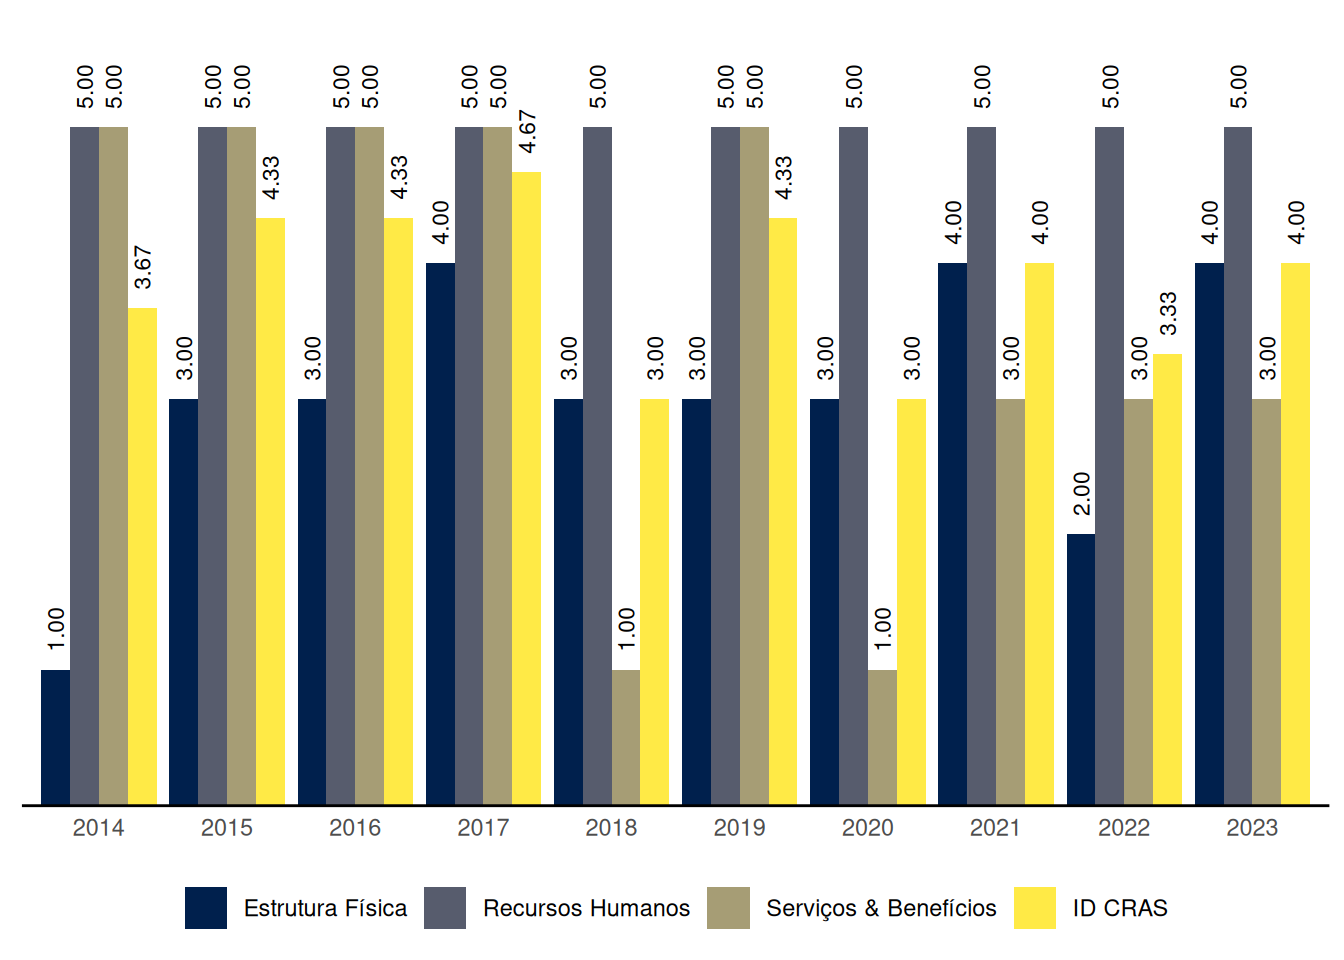 5.00 5.00 5.00 5.00 5.00 5.00 5.00 5.00 5.00 5.00 5.00 5.00 5.00 5.00 5.00
4.67
4.33 4.33 4.33
4.00 4.00 4.00 4.00 4.00
3.67
3.33
3.00 3.00 3.00 3.00 3.00 3.00 3.00 3.00 3.00 3.00
2.00
1.00 1.00 1.00
2014 2015 2016 2017 2018 2019 2020 2021 2022 2023
Estrutura Física Recursos Humanos Serviços & Benefícios ID CRAS